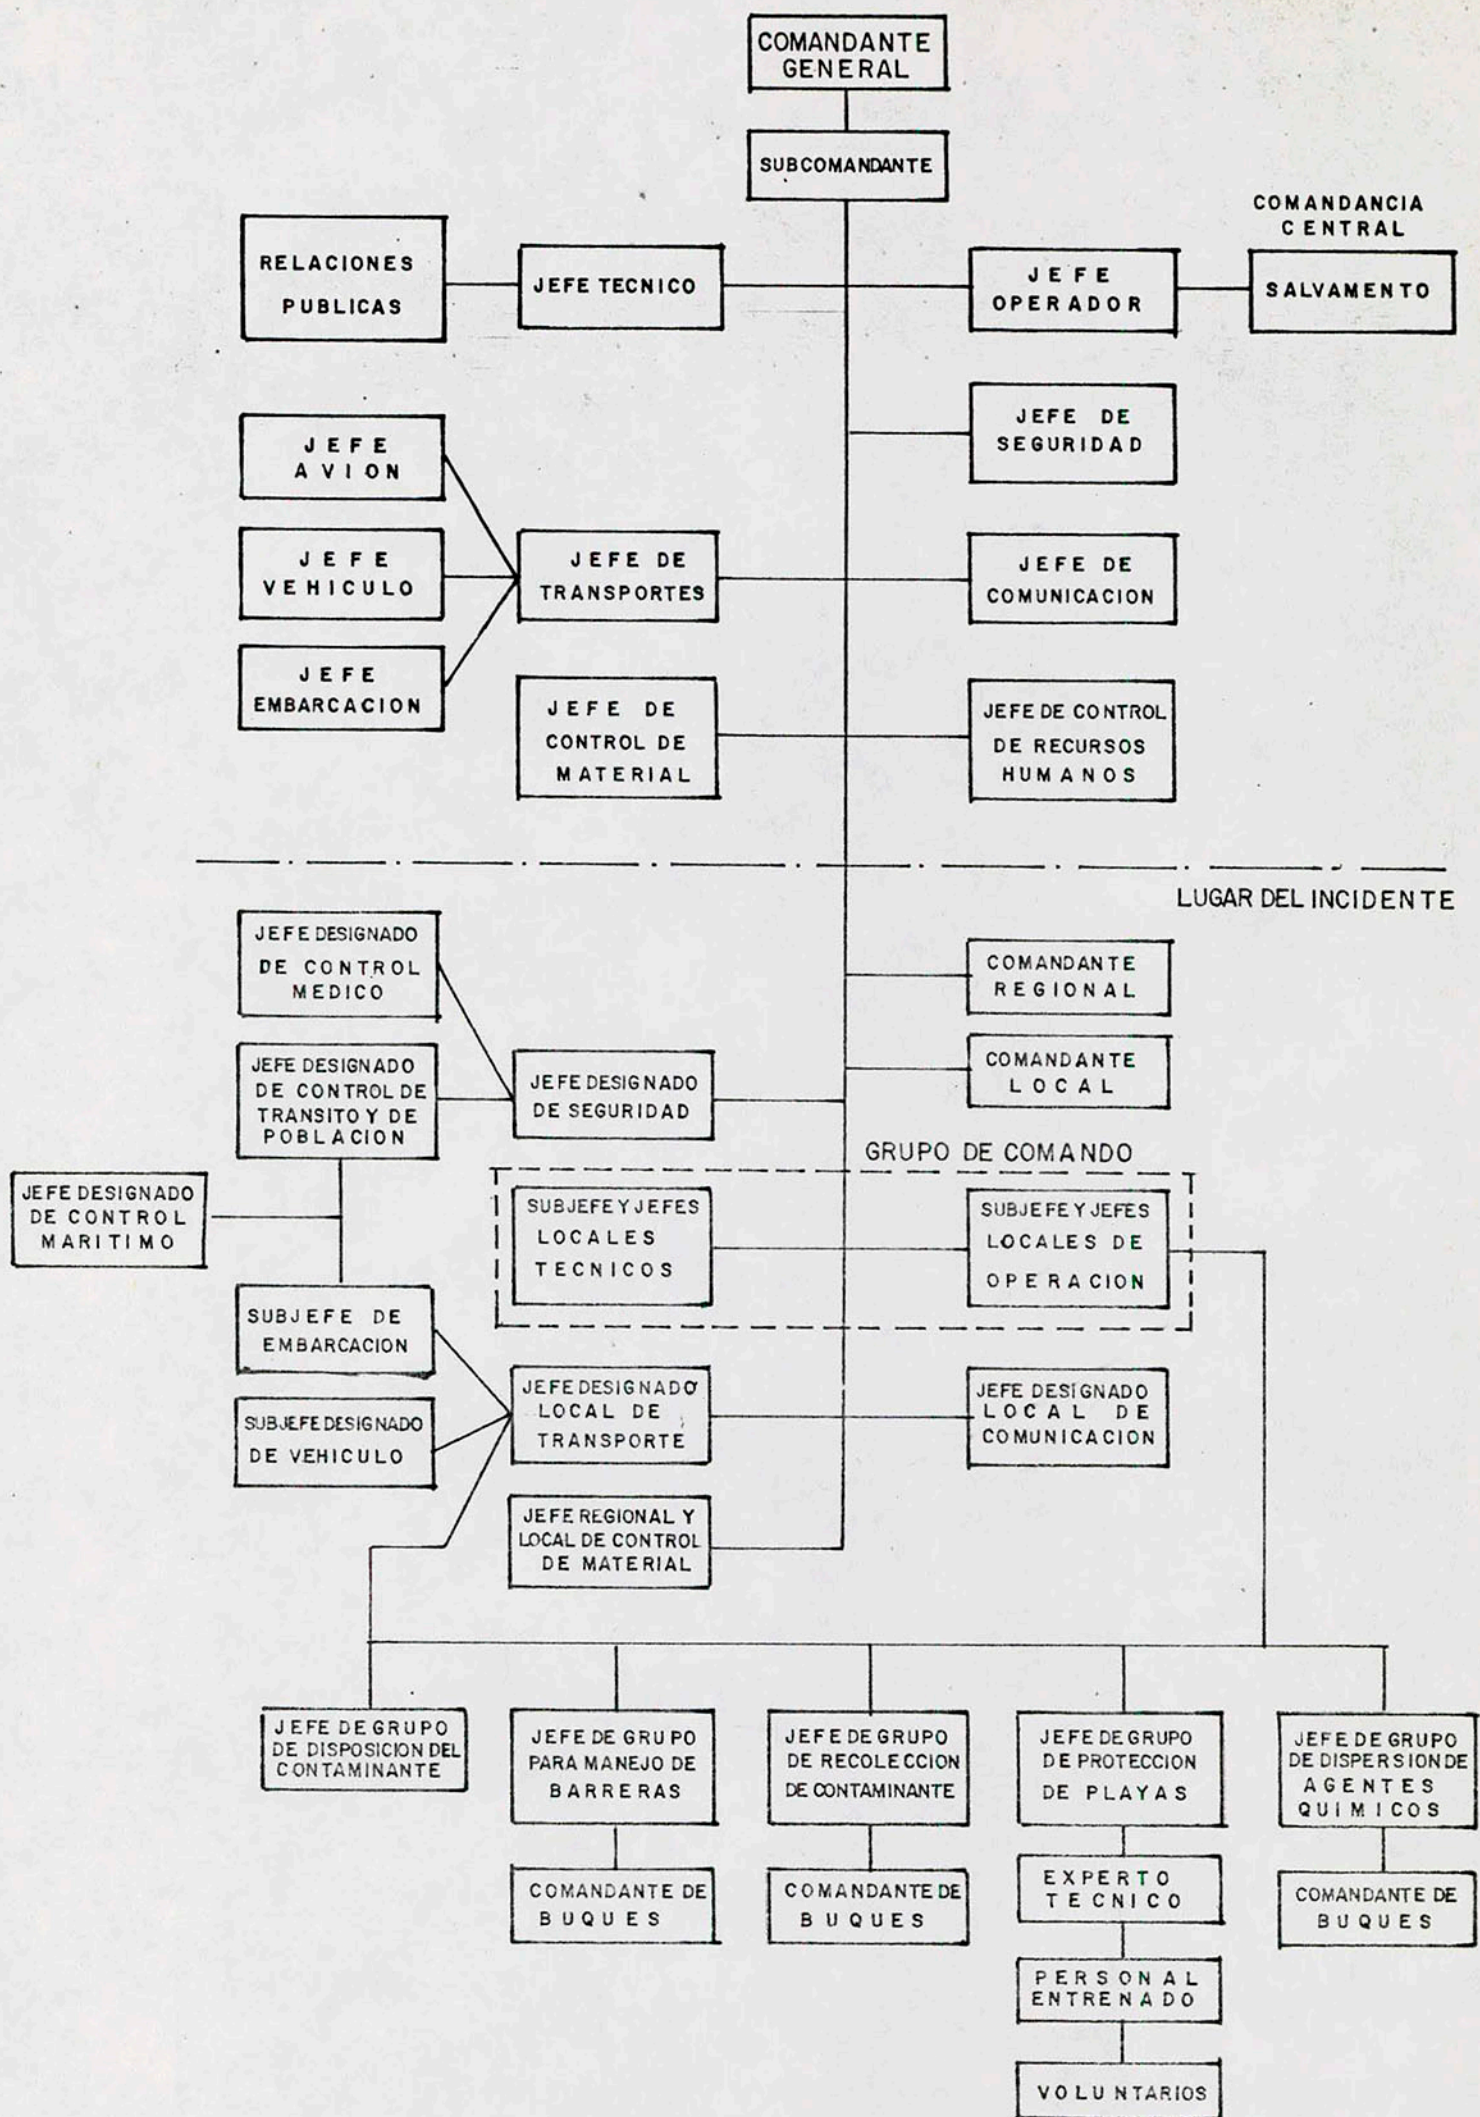 COMANDANTE
GENERAL
SUBCOMANDANTE
COMANDANCIA
CENTRAL
RELACIONES
PUBLICAS
JEFE TECNICO
JEFE
OPERADOR
SALVAMENTO
JEFE DE
SEGURIDAD
JEFE
AVION
JEFE
VEHICULO
JEFE
EMBARCACION
JEFE DE
TRANSPORTES
JEFE DE
COMUNICACION
JEFE DE
CONTROL DE
MATERIAL
JEFE DE CONTROL
DE RECURSOS
HUMANOS
LUGAR DEL INCIDENTE
JEFE DESIGNADO
DE CONTROL
MEDICO
COMANDANTE
REGIONAL
JEFE DESIGNADO
DE CONTROL DE
TRANSITO Y DE
POBLACION
JEFE DESIGNADO
DE SEGURIDAD
COMANDANTE
LOCAL
GRUPO DE COMANDO
JEFE DESIGNADO
DE CONTROL
MARITIMO
SUBJEFE Y JEFES
LOCALES
TECNICOS
SUBJEFE Y JEFES
LOCALES DE
OPERACION
SUBJEFE DE
EMBARCACION
SUBJEFE DESIGNADO
DE VEHICULO
JEFE DESIGNADO
LOCAL DE
TRANSPORTE
JEFE DESIGNADO
LOCAL DE
COMUNICACION
JEFE REGIONAL Y
LOCAL DE CONTROL
DE MATERIAL
JEFE DE GRUPO
DE DISPOSICION DEL
CONTAMINANTE
JEFE DE GRUPO
PARA MANEJO DE
BARRERAS
JEFE DE GRUPO
DE RECOLECCION
DE CONTAMINANTE
JEFE DE GRUPO
DE PROTECCION
DE PLAYAS
JEFE DE GRUPO
DE DISPERSION DE
AGENTES
QUIMICOS
COMANDANTE DE
BUQUES
COMANDANTE DE
BUQUES
EXPERTO
TECNICO
COMANDANTE DE
BUQUES
PERSONAL
ENTRENADO
VOLUNTARIOS